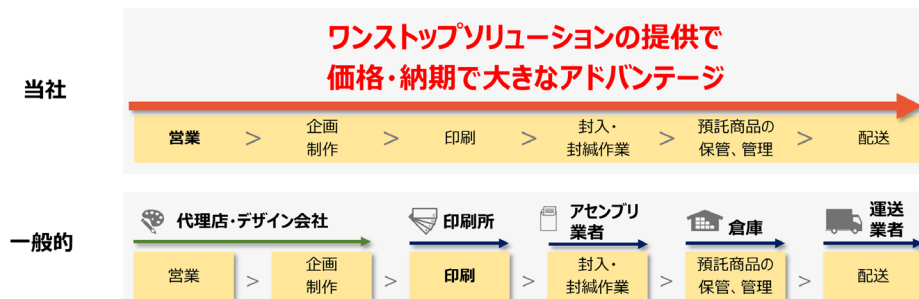 ワンストップソリューションの提供で
価格・納期で大きなアドバンテージ
当社
営業 > 企画 > 印刷 > 封入・ > 預託商品の > 配送
制作 封緘作業 保管、管理
一般的
代理店・デザイン会社 印刷所 アセンブリ 倉庫 運送
業者 業者
営業 > 企画 > 印刷 > 封入・ > 預託商品の > 配送
制作 封緘作業 保管、管理